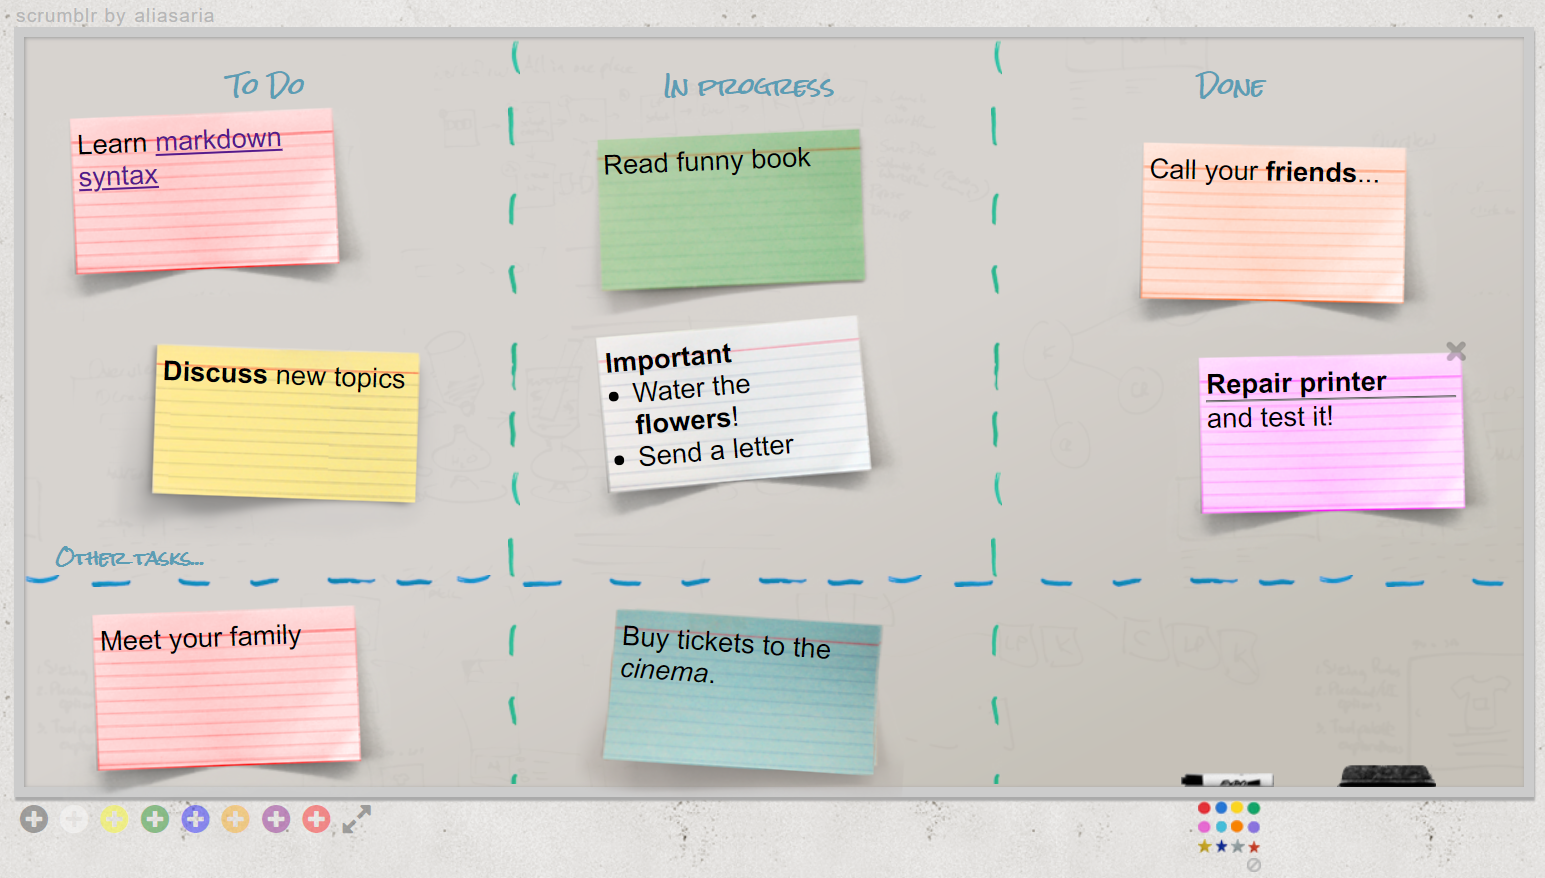 scrumblr by aliasaria
To Do
In progress
Done
Learn markdown
syntax
Read funny book
Call your friends...
Discuss new topics
Important
• Water the
flowers!
• Send a letter
Repair printer
and test it!
Other tasks...
Meet your family
Buy tickets to the
cinema.